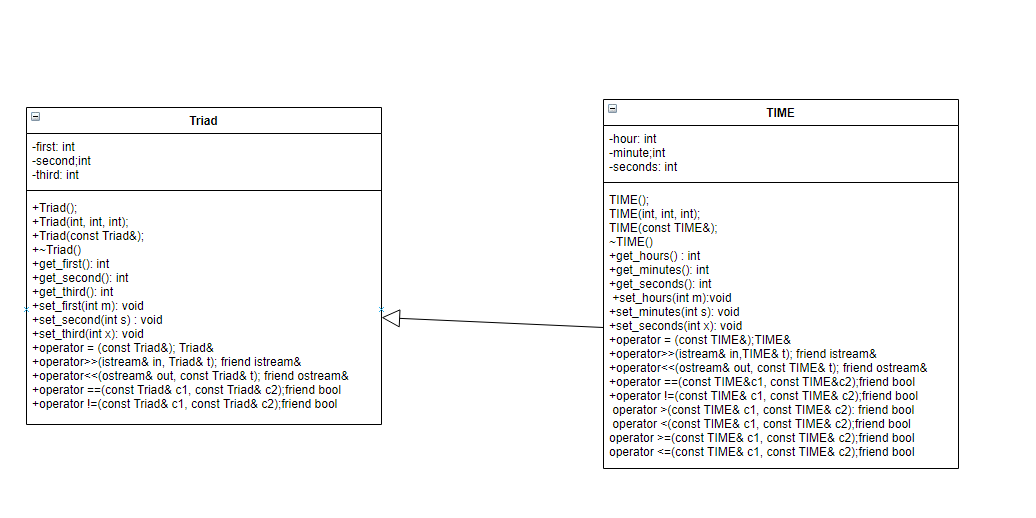 Triad
-first: int
-second;int
-third: int
+Triad();
+Triad(int, int, int);
+Triad(const Triad&);
+~Triad()
+get_first(): int
+get_second(): int
+get_third(): int
+set_first(int m): void
+set_second(int s) : void
+set_third(int x): void
+operator = (const Triad&); Triad&
+operator>>(istream& in, Triad& t); friend istream&
+operator<<(ostream& out, const Triad& t); friend ostream&
+operator ==(const Triad& c1, const Triad& c2);friend bool
+operator !=(const Triad& c1, const Triad& c2);friend bool
TIME
-hour: int
-minute;int
-seconds: int
TIME();
TIME(int, int, int);
TIME(const TIME&);
~TIME()
+get_hours() : int
+get_minutes(): int
+get_seconds(): int
+set_hours(int m):void
+set_minutes(int s): void
+set_seconds(int x): void
+operator = (const TIME&);TIME&
+operator>>(istream& in,TIME& t); friend istream&
+operator<<(ostream& out, const TIME& t); friend ostream&
+operator ==(const TIME&c1, const TIME&c2);friend bool
+operator !=(const TIME& c1, const TIME& c2);friend bool
operator >(const TIME& c1, const TIME& c2): friend bool
operator <(const TIME& c1, const TIME& c2);friend bool
operator >=(const TIME& c1, const TIME& c2);friend bool
operator <=(const TIME& c1, const TIME& c2);friend bool